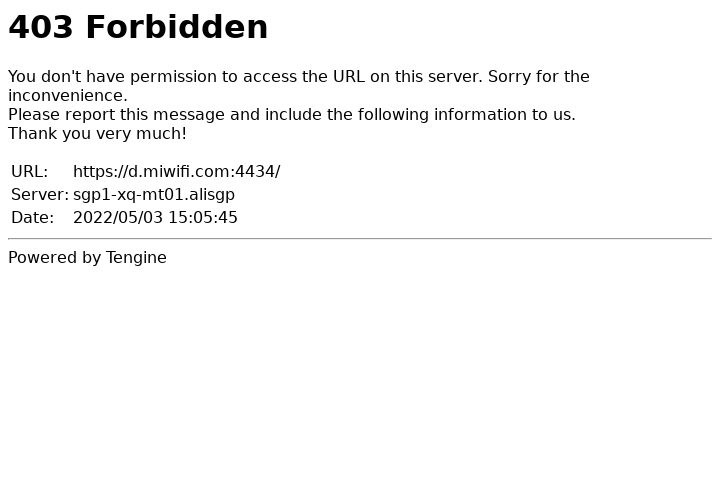 403 Forbidden
You don't have permission to access the URL on this server. Sorry for the
inconvenience.
Please report this message and include the following information to us.
Thank you very much!
URL: https://d.miwifi.com:4434/
Server: sgp1-xq-mt01.alisgp
Date: 2022/05/03 15:05:45
Powered by Tengine